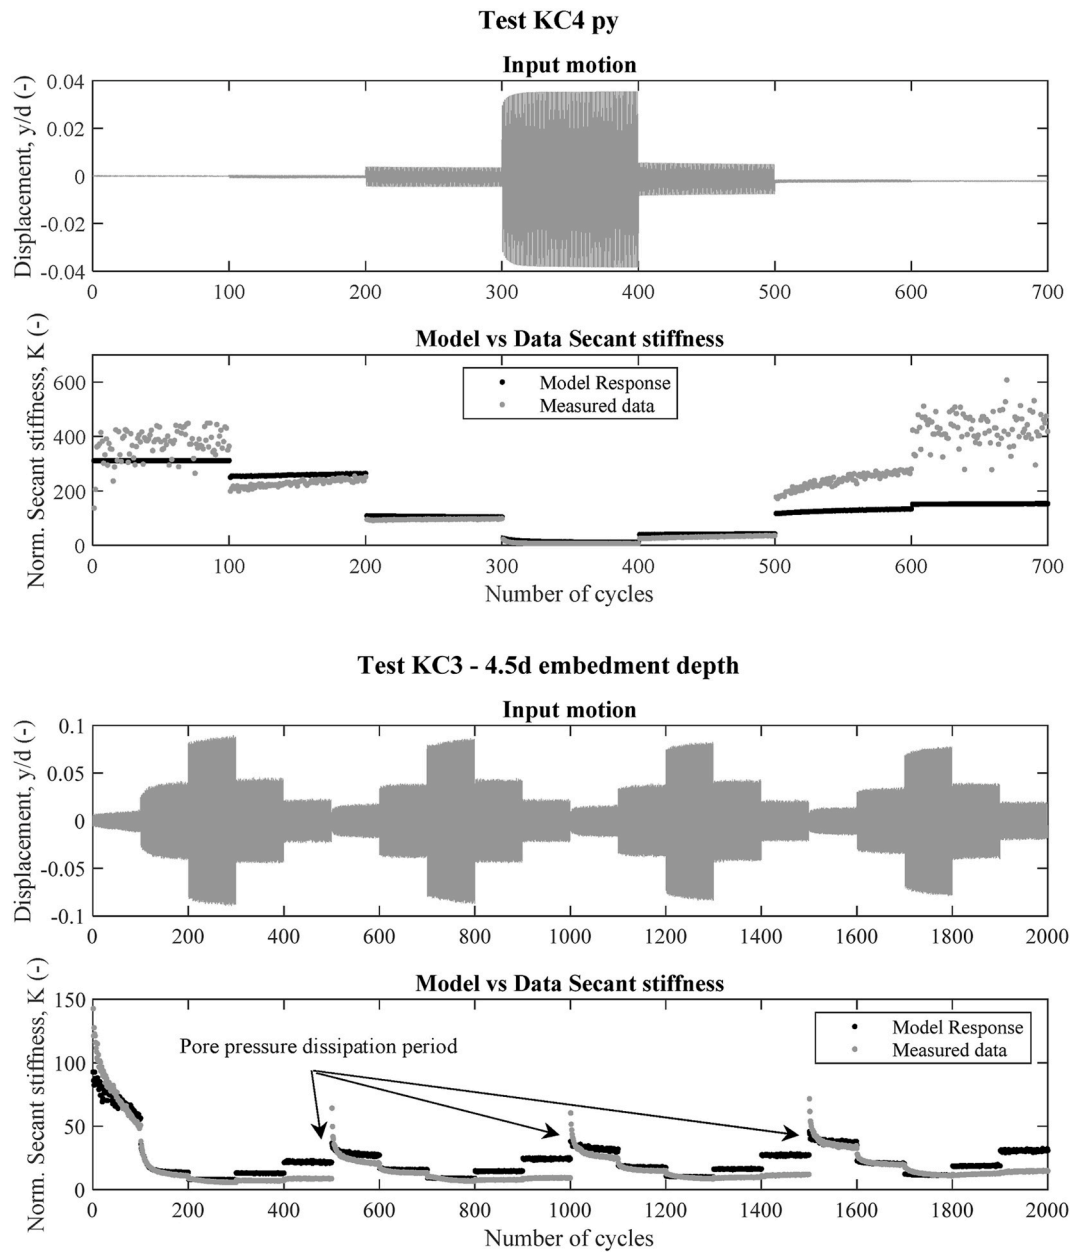 Test KC4 py
Input motion
Displacement, y/d (-)
0.04
0.02
0
-0.02
-0.04
0 100 200 300 400 500 600 700
Model vs Data Secant stiffness
Norm. Secant stiffness, K (-)
600
400
200
0
Model Response
Measured data
0 100 200 300 400 500 600 700
Number of cycles
Test KC3 - 4.5d embedment depth
Input motion
Displacement, y/d (-)
0.1
0.05
0
-0.05
-0.1
0 200 400 600 800 1000 1200 1400 1600 1800 2000
Model vs Data Secant stiffness
Norm. Secant stiffness, K (-)
150
100
50
0
Pore pressure dissipation period
Model Response
Measured data
0 200 400 600 800 1000 1200 1400 1600 1800 2000
Number of cycles